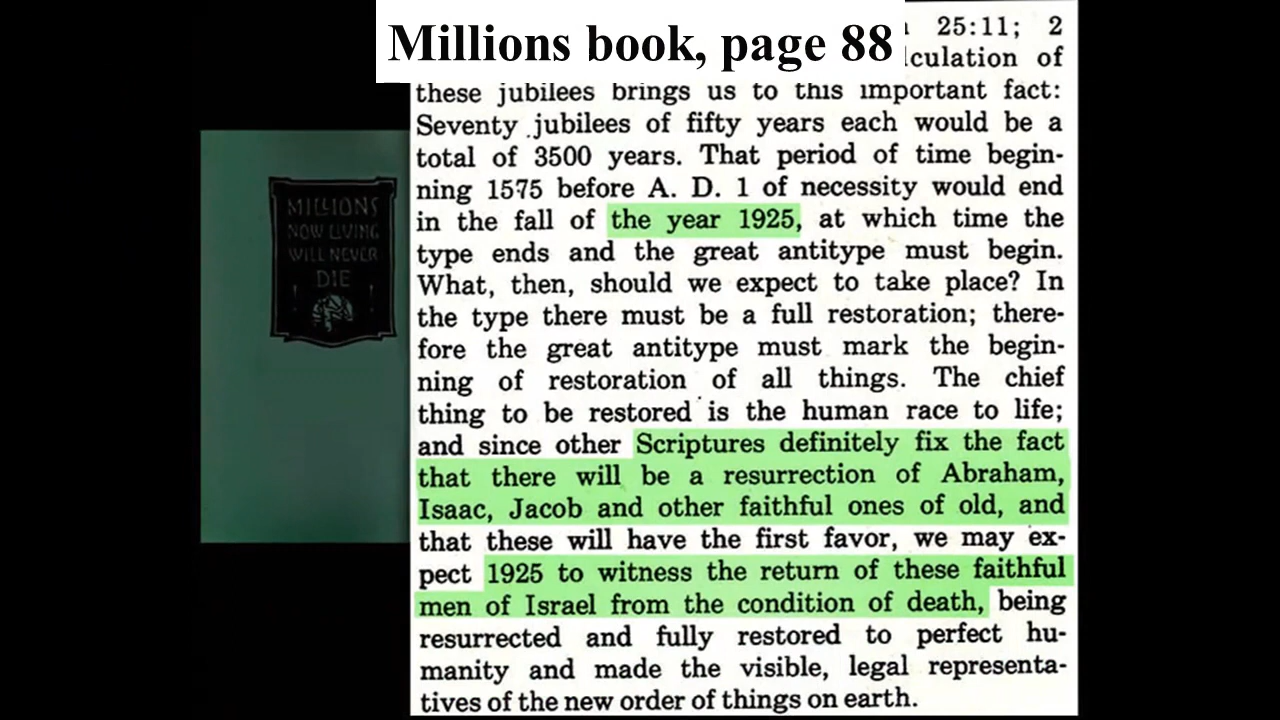 Millions book, page 88
25:11; 2
culation of
these jubilees brings us to this important fact:
Seventy jubilees of fifty years each would be a
total of 3500 years. That period of time begin-
ning 1575 before A. D. 1 of necessity would end
in the fall of the year 1925, at which time the
type ends and the great antitype must begin.
What, then, should we expect to take place? In
the type there must be a full restoration; there-
fore the great antitype must mark the begin-
ning of restoration of all things. The chief
thing to be restored is the human race to life;
and since other Scriptures definitely fix the fact
that there will be a resurrection of Abraham,
Isaac, Jacob and other faithful ones of old, and
that these will have the first favor, we may ex-
pect 1925 to witness the return of these faithful
men of Israel from the condition of death, being
resurrected and fully restored to perfect hu-
manity and made the visible, legal representa-
tives of the new order of things on earth.
MILLIONS
NOW LIVING
WILL NEVER
DIE